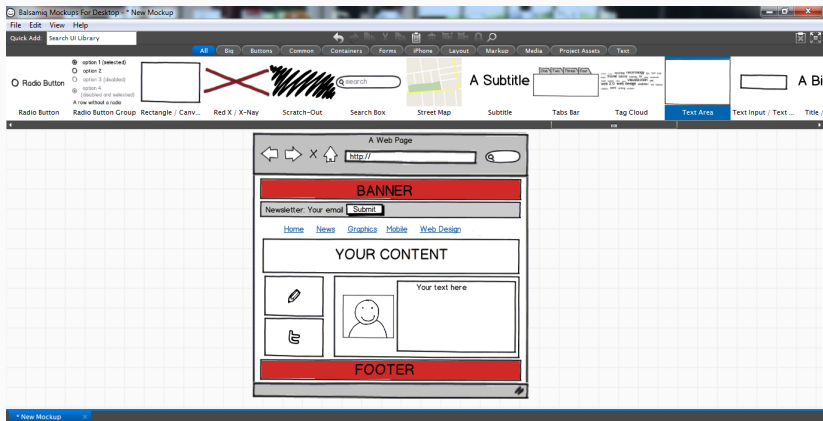 Balsamiq Mockups For Desktop - * New Mockup
File Edit View Help
Quick Add: Search UI Library
All Big Buttons Common Containers Forms iPhone Layout Markup Media Project Assets Text
Radio Button
option 1 (selected)
option 2
option 3 (disabled)
option 4
(disabled and selected)
A row without a radio
search
A Subtitle
One Two Three Four
A Bi
Radio Button Radio Button Group Rectangle / Canv... Red X / X-Nay Scratch-Out Search Box Street Map Subtitle Tabs Bar Tag Cloud Text Area Text Input / Text ... Title /
A Web Page
http://
BANNER
Newsletter: Your email Submit
Home News Graphics Mobile Web Design
YOUR CONTENT
Your text here
FOOTER
* New Mockup